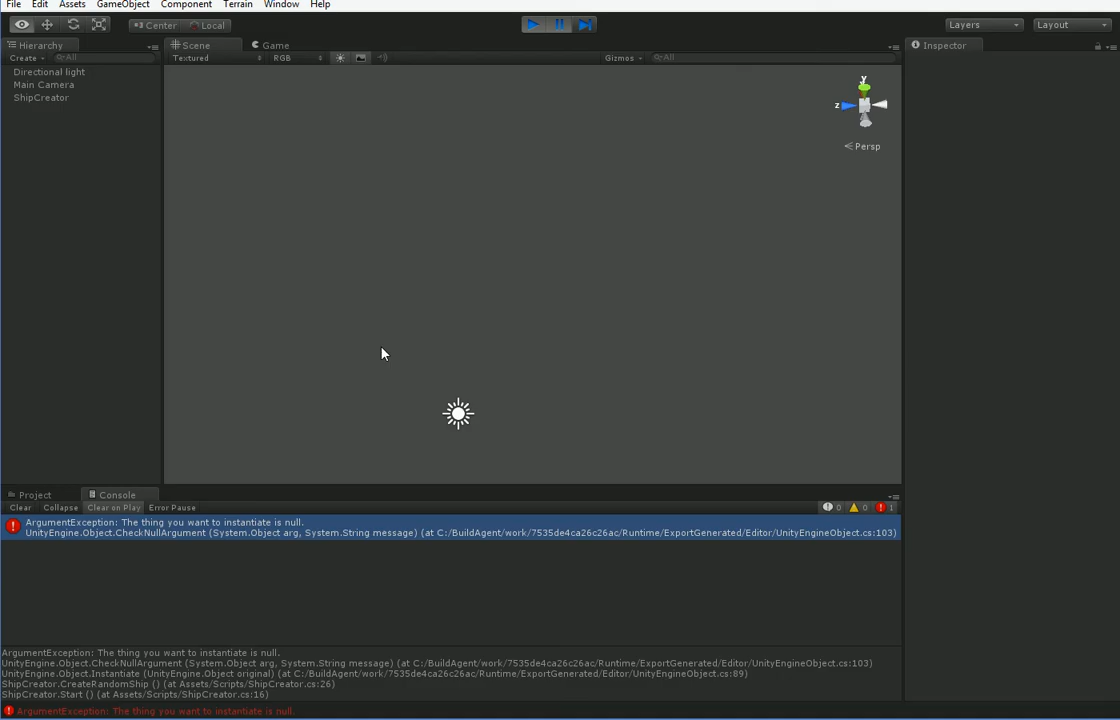 File Edit Assets GameObject Component Terrain Window Help
Center Local Layers Layout
Hierarchy Scene Game Inspector
Create All Textured RGB Gizmos All
Directional light
Main Camera
ShipCreator
y
z
Persp
Project Console
Clear Collapse Clear on Play Error Pause 0 0 1
ArgumentException: The thing you want to instantiate is null.
UnityEngine.Object.CheckNullArgument (System.Object arg, System.String message) (at C:/BuildAgent/work/7535de4ca26c26ac/Runtime/ExportGenerated/Editor/UnityEngineObject.cs:103)
ArgumentException: The thing you want to instantiate is null.
UnityEngine.Object.CheckNullArgument (System.Object arg, System.String message) (at C:/BuildAgent/work/7535de4ca26c26ac/Runtime/ExportGenerated/Editor/UnityEngineObject.cs:103)
UnityEngine.Object.Instantiate (UnityEngine.Object original) (at C:/BuildAgent/work/7535de4ca26c26ac/Runtime/ExportGenerated/Editor/UnityEngineObject.cs:89)
ShipCreator.CreateRandomShip () (at Assets/Scripts/ShipCreator.cs:26)
ShipCreator.Start () (at Assets/Scripts/ShipCreator.cs:16)
ArgumentException: The thing you want to instantiate is null.